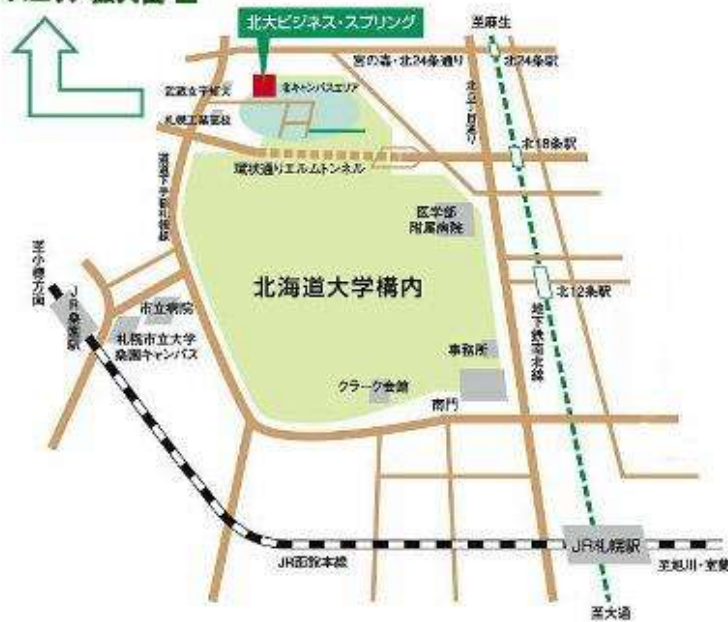 北大ビジネス・スプリング
至麻生
宮の森・北24条通り
北24条駅
北キャンパスエリア
札幌工業高校
北18条駅
環状通りエルムトンネル
医学部
附属病院
至小樽方面
北海道大学構内
北12条駅
JR桑園駅
市立病院
地下鉄南北線
札幌市立大学
桑園キャンパス
事務所
クラーク会館
南門
JR函館本線
JR札幌駅
至旭川・室蘭
至大通